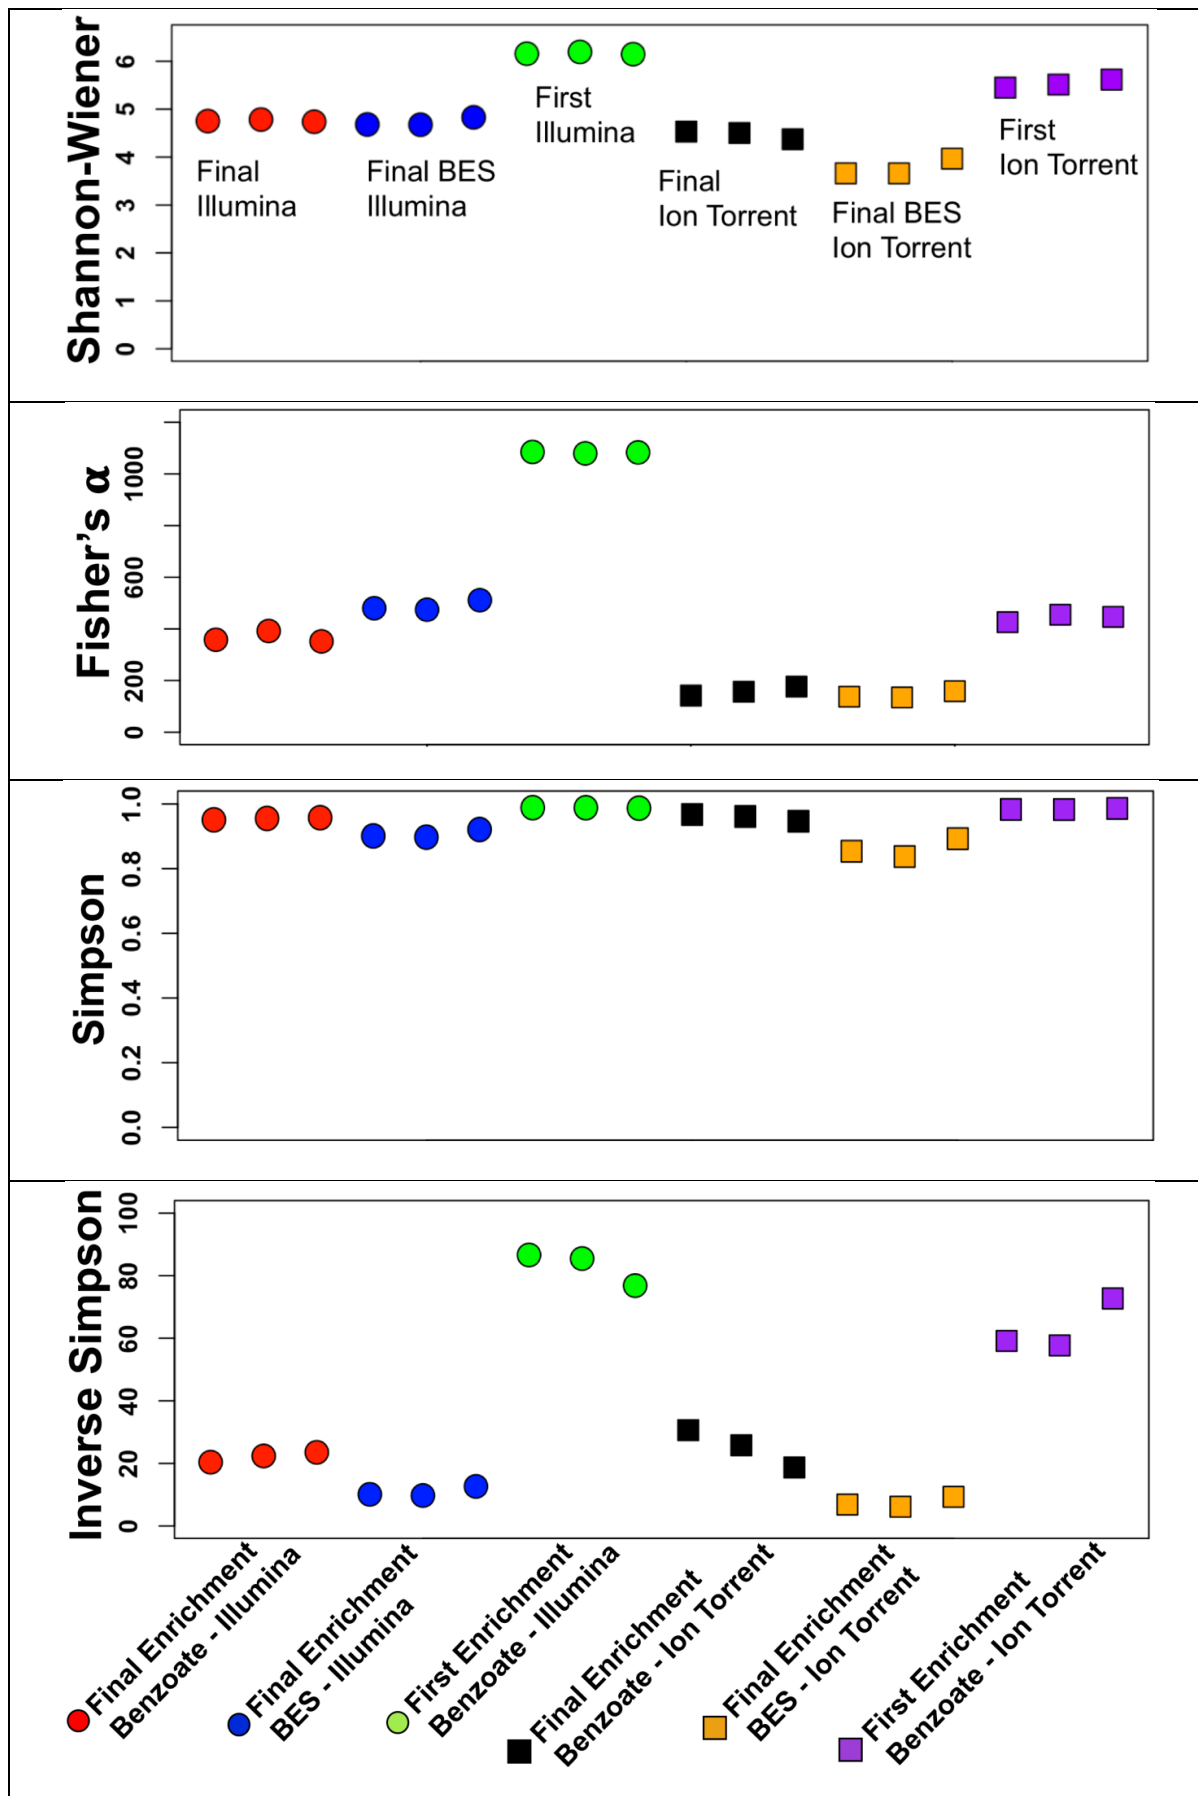 Shannon-Wiener
6
5
4
3
2
1
0
Final
Illumina
Final BES
Illumina
First
Illumina
Final
Ion Torrent
Final BES
Ion Torrent
First
Ion Torrent
Fisher's α
1000
600
200
0
Simpson
1.0
0.8
0.6
0.4
0.2
0.0
Inverse Simpson
100
80
60
40
20
0
Final Enrichment
Benzoate - Illumina
Final Enrichment
BES - Illumina
First Enrichment
Benzoate - Illumina
Final Enrichment
Benzoate - Ion Torrent
Final Enrichment
BES - Ion Torrent
First Enrichment
Benzoate - Ion Torrent